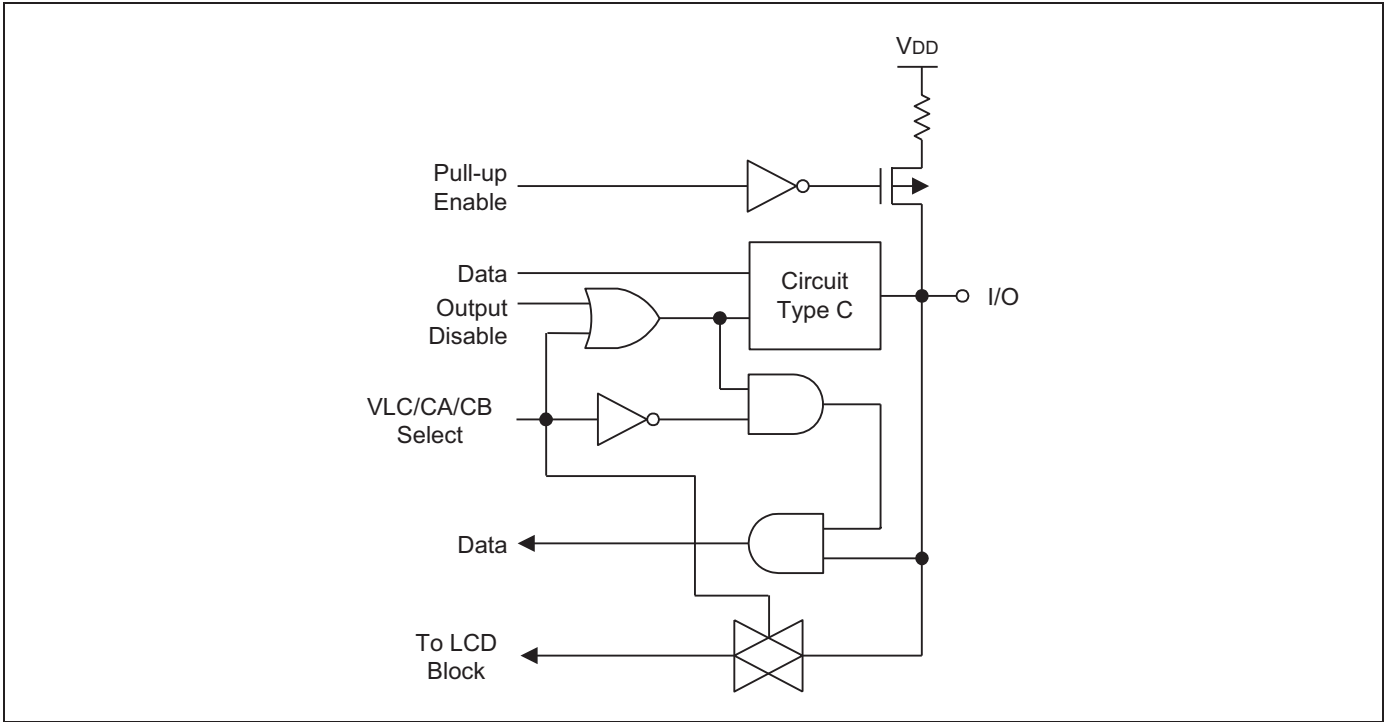 VDD
Pull-up
Enable
Data
Output
Disable
Circuit
Type C
I/O
VLC/CA/CB
Select
Data
To LCD
Block